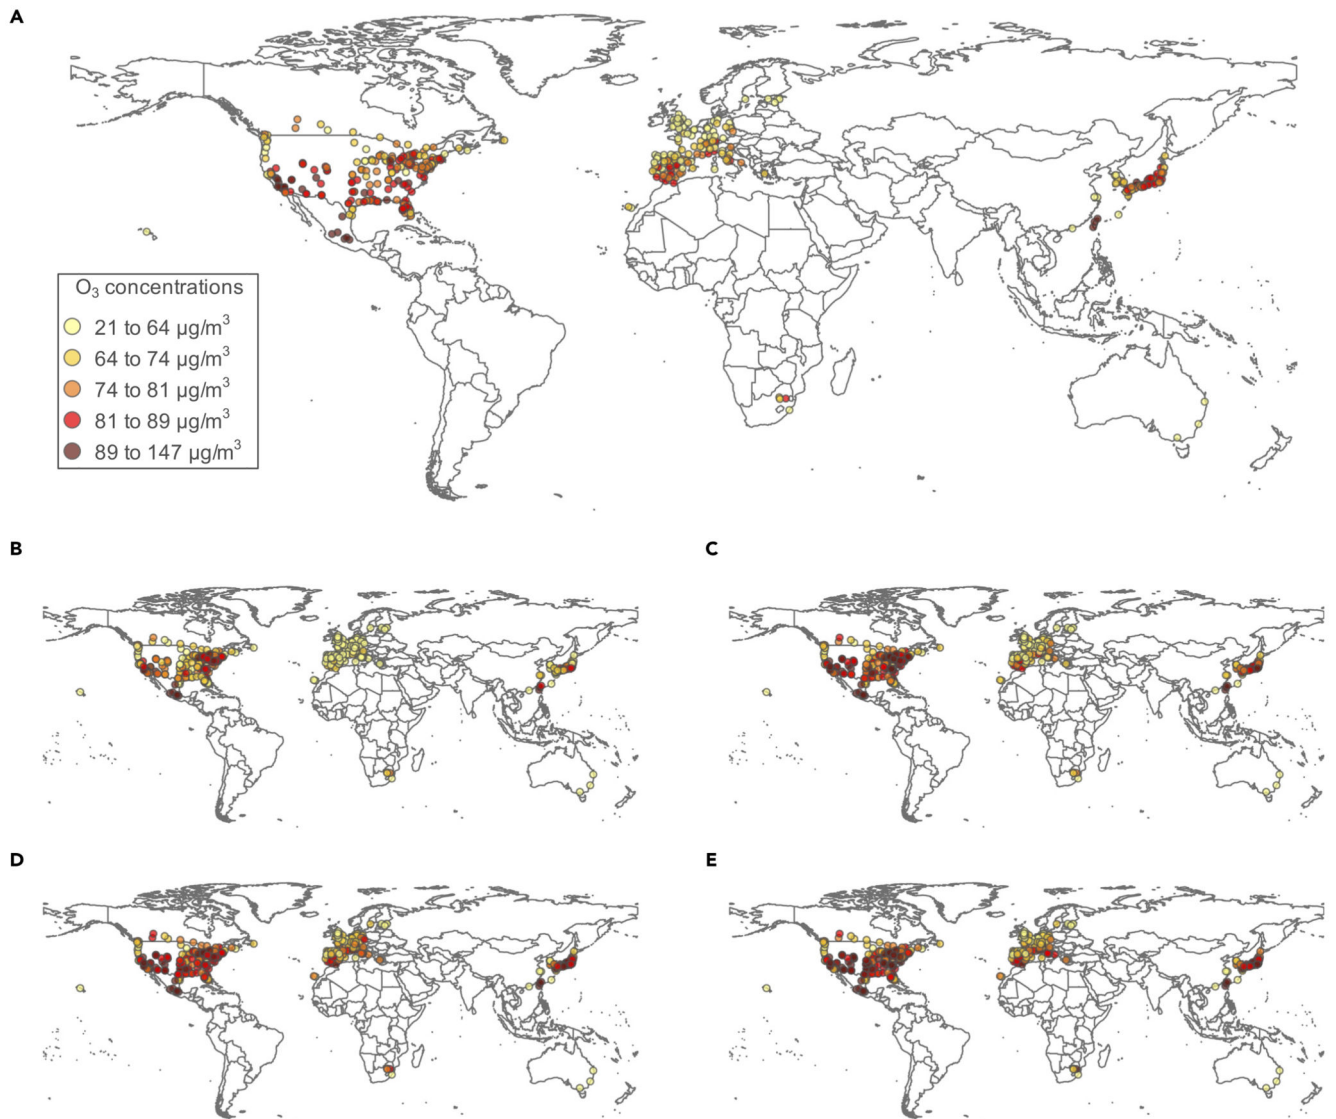 A
O₃ concentrations
21 to 64 µg/m³
64 to 74 µg/m³
74 to 81 µg/m³
81 to 89 µg/m³
89 to 147 µg/m³
B
C
D
E